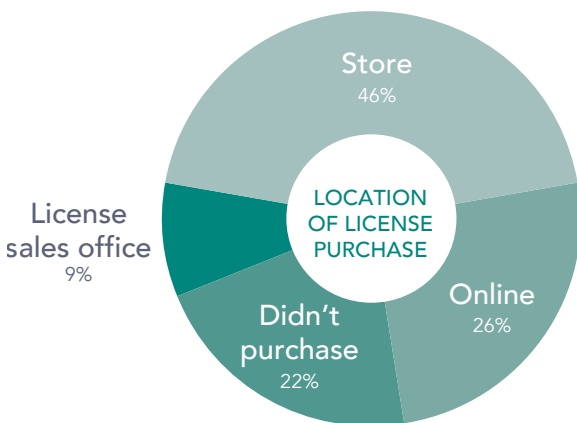 Store
46%
LOCATION
OF LICENSE
PURCHASE
License
sales office
9%
Online
26%
Didn’t
purchase
22%